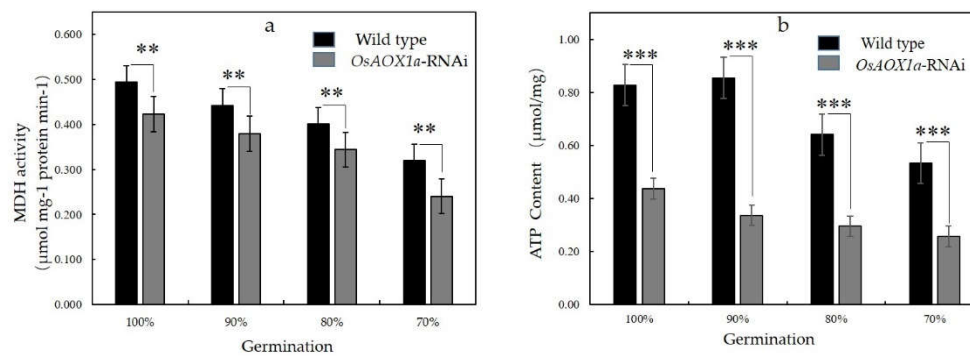 a
Wild type
OsAOX1a-RNAi
MDH activity
(μmol mg-1 protein min-1)
0.600
0.500
0.400
0.300
0.200
0.100
0.000
**
**
**
**
100%
90%
80%
70%
Germination
b
Wild type
OsAOX1a-RNAi
ATP Content (μmol/mg)
1.00
0.80
0.60
0.40
0.20
0.00
***
***
***
***
100%
90%
80%
70%
Germination